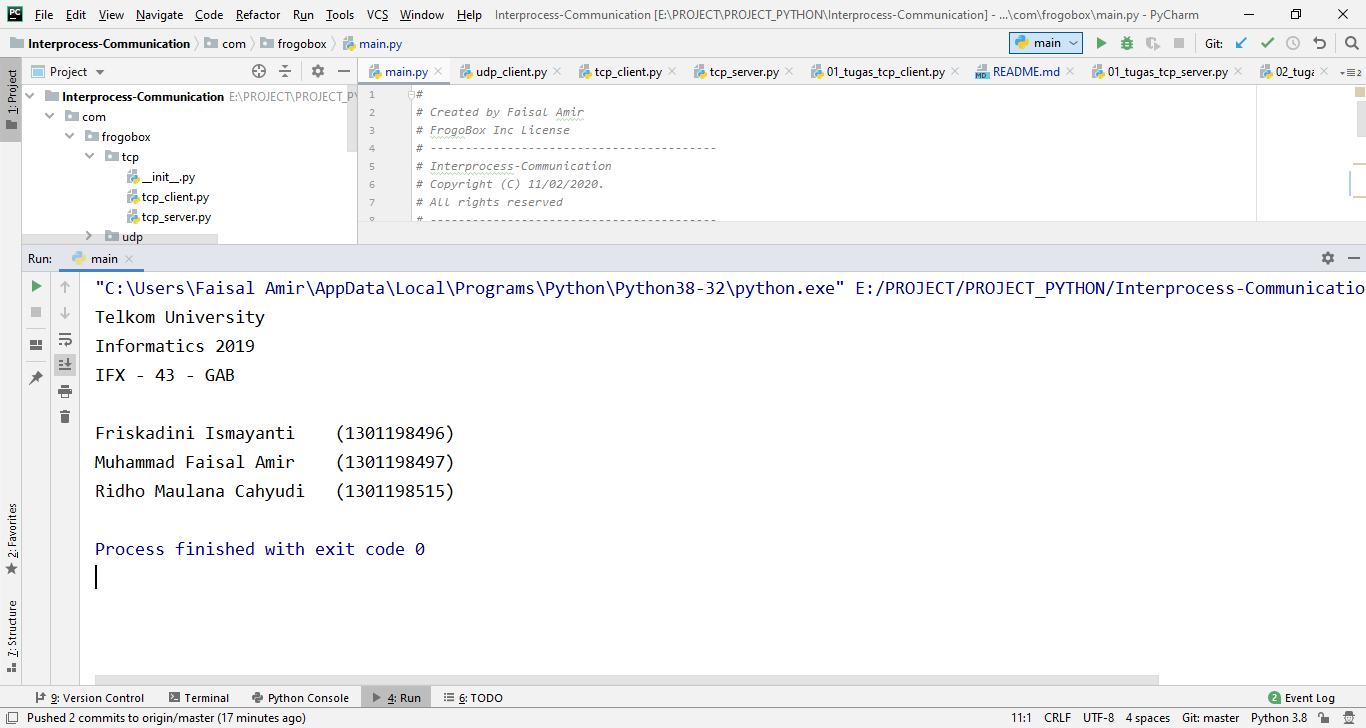 PC File Edit View Navigate Code Refactor Run Tools VCS Window Help Interprocess-Communication [E:\PROJECT\PROJECT_PYTHON\Interprocess-Communication] - ...\com\frogobox\main.py - PyCharm
Interprocess-Communication com frogobox main.py main Git:
1: Project
Project main.py udp_client.py tcp_client.py tcp_server.py 01_tugas_tcp_client.py MD README.md 01_tugas_tcp_server.py 02_tuga 2
Interprocess-Communication E:\PROJECT\PROJECT_P
com
frogobox
tcp
__init__.py
tcp_client.py
tcp_server.py
udp
1 #
2 # Created by Faisal Amir
3 # FrogoBox Inc License
4 # -----------------------------------------
5 # Interprocess-Communication
6 # Copyright (C) 11/02/2020.
7 # All rights reserved
8 # -----------------------------------------
Run: main
"C:\Users\Faisal Amir\AppData\Local\Programs\Python\Python38-32\python.exe" E:/PROJECT/PROJECT_PYTHON/Interprocess-Communicatio
Telkom University
Informatics 2019
IFX - 43 - GAB
Friskadini Ismayanti (1301198496)
Muhammad Faisal Amir (1301198497)
Ridho Maulana Cahyudi (1301198515)
Process finished with exit code 0
2: Favorites
7: Structure
9: Version Control Terminal Python Console 4: Run 6: TODO 2 Event Log
Pushed 2 commits to origin/master (17 minutes ago) 11:1 CRLF UTF-8 4 spaces Git: master Python 3.8